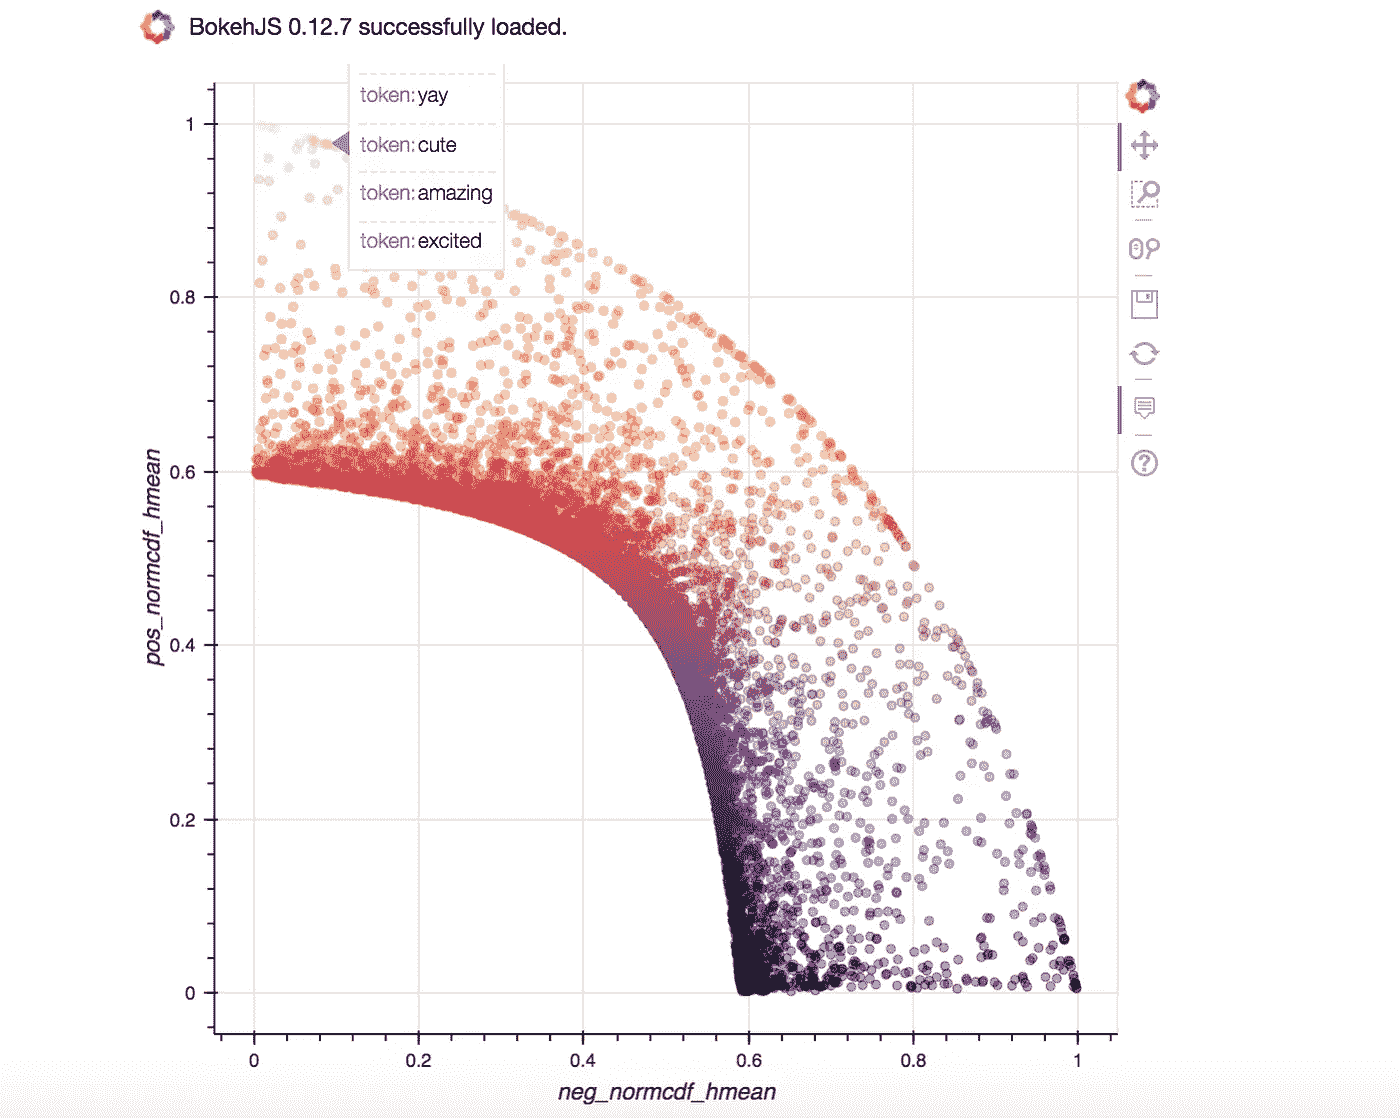 BokehJS 0.12.7 successfully loaded.
token: yay
token: cute
token: amazing
token: excited
1
0.8
0.6
0.4
0.2
0
pos_normcdf_hmean
0 0.2 0.4 0.6 0.8 1
neg_normcdf_hmean